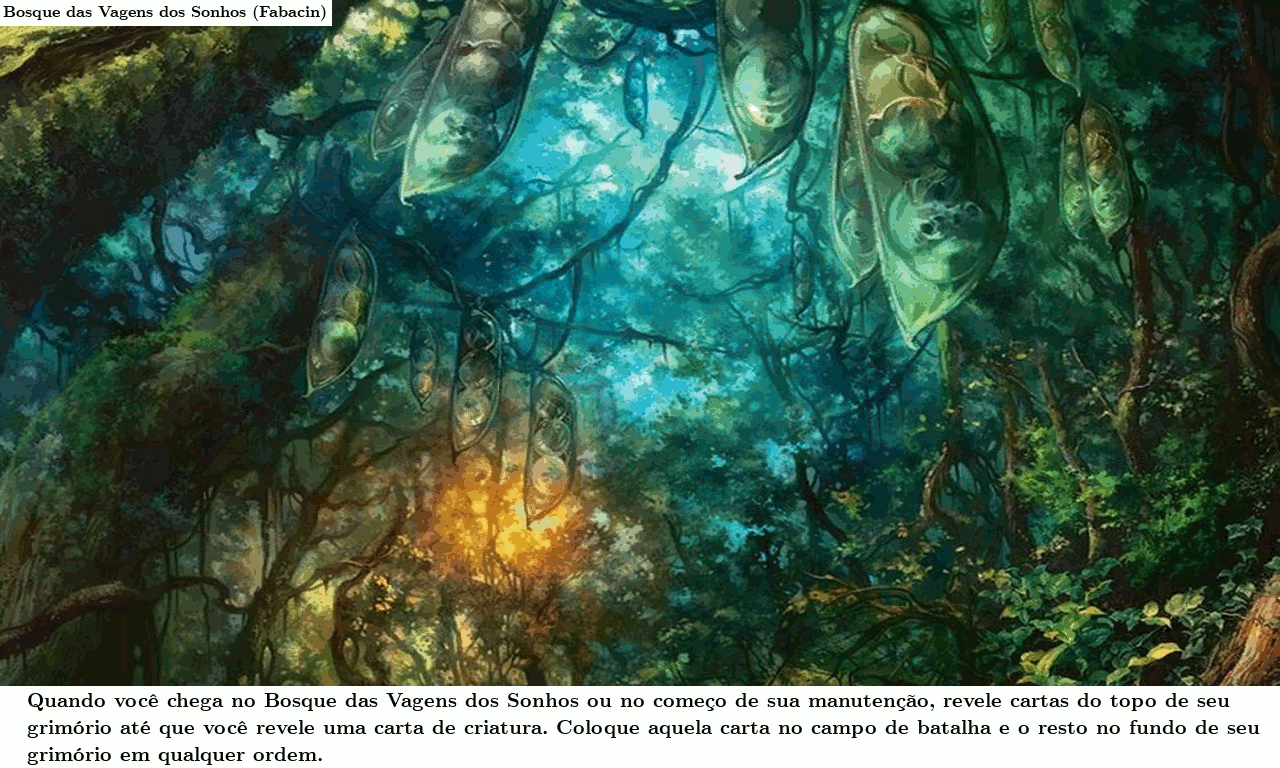 Bosque das Vagens dos Sonhos (Fabacin)
Quando você chega no Bosque das Vagens dos Sonhos ou no começo de sua manutenção, revele cartas do topo de seu
grimório até que você revele uma carta de criatura. Coloque aquela carta no campo de batalha e o resto no fundo de seu
grimório em qualquer ordem.